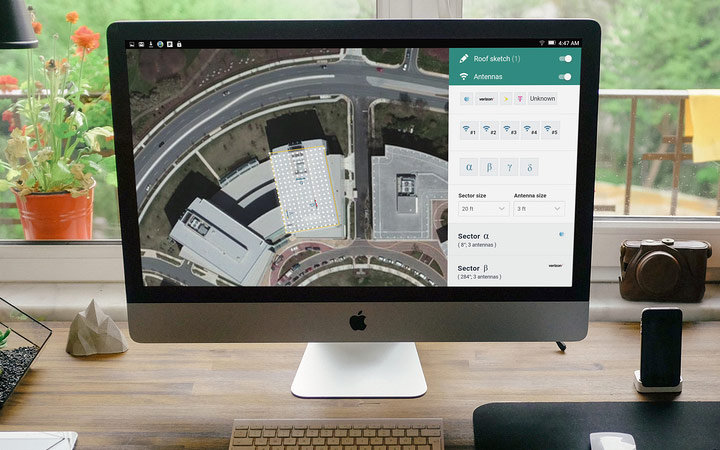 4:47 AM
Roof sketch (1)
Antennas
verizon Unknown
#1 #2 #3 #4 #5
α β γ δ
Sector size Antenna size
20 ft 3 ft
Sector α
( 8°; 3 antennas )
Sector β verizon
( 284°; 3 antennas )